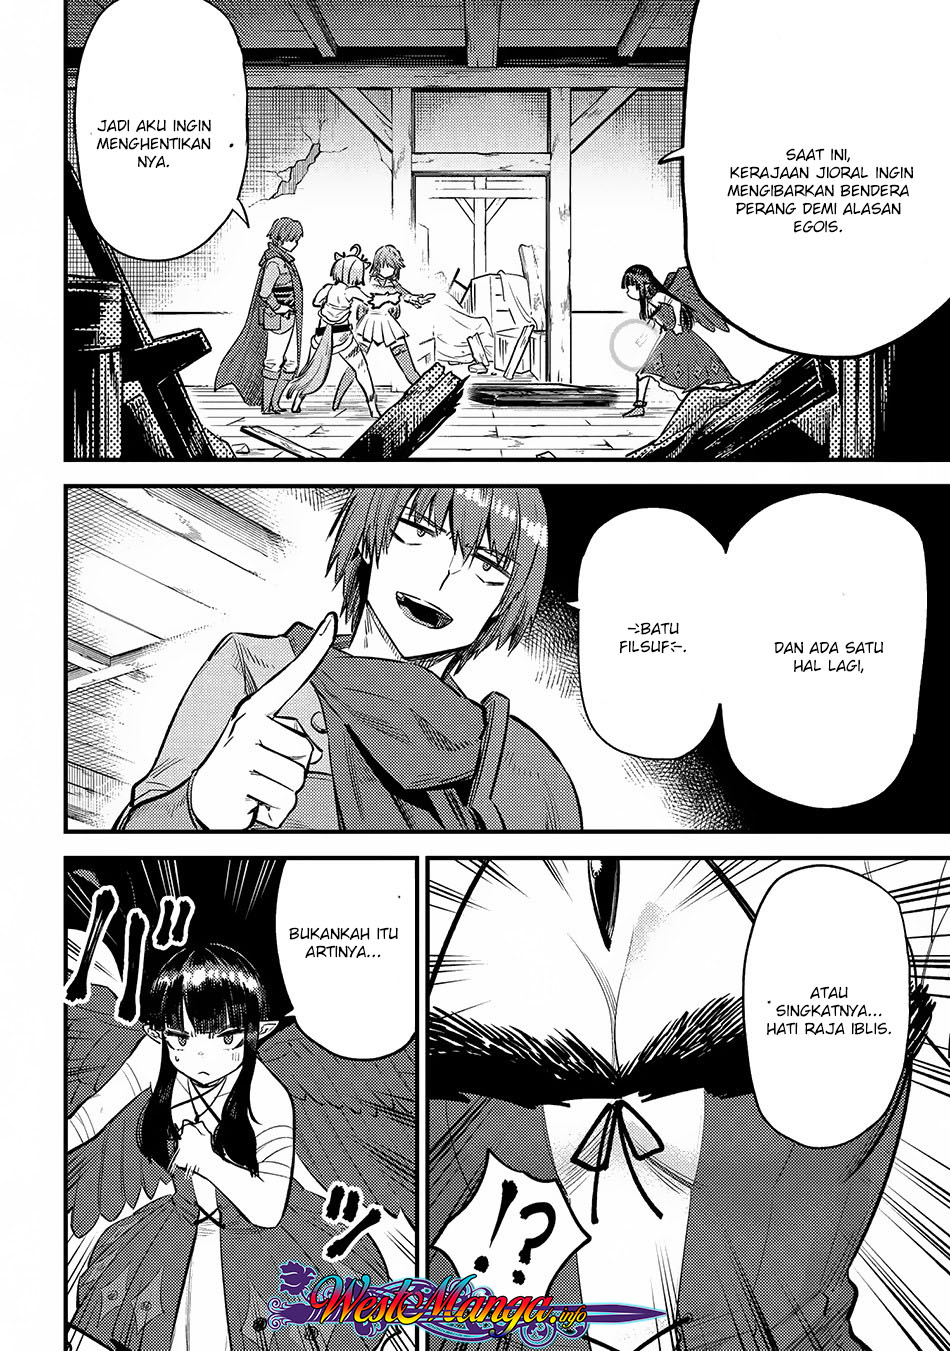 SAAT INI,
KERAJAAN JIORAL INGIN
MENGIBARKAN BENDERA
PERANG DEMI ALASAN
EGOIS.
JADI AKU INGIN
MENGHENTIKAN
NYA.
DAN ADA SATU
HAL LAGI,
-:BATU
FILSUF:-.
ATAU
SINGKATNYA...
HATI RAJA IBLIS.
!?
BUKANKAH ITU
ARTINYA...
WestManga.info